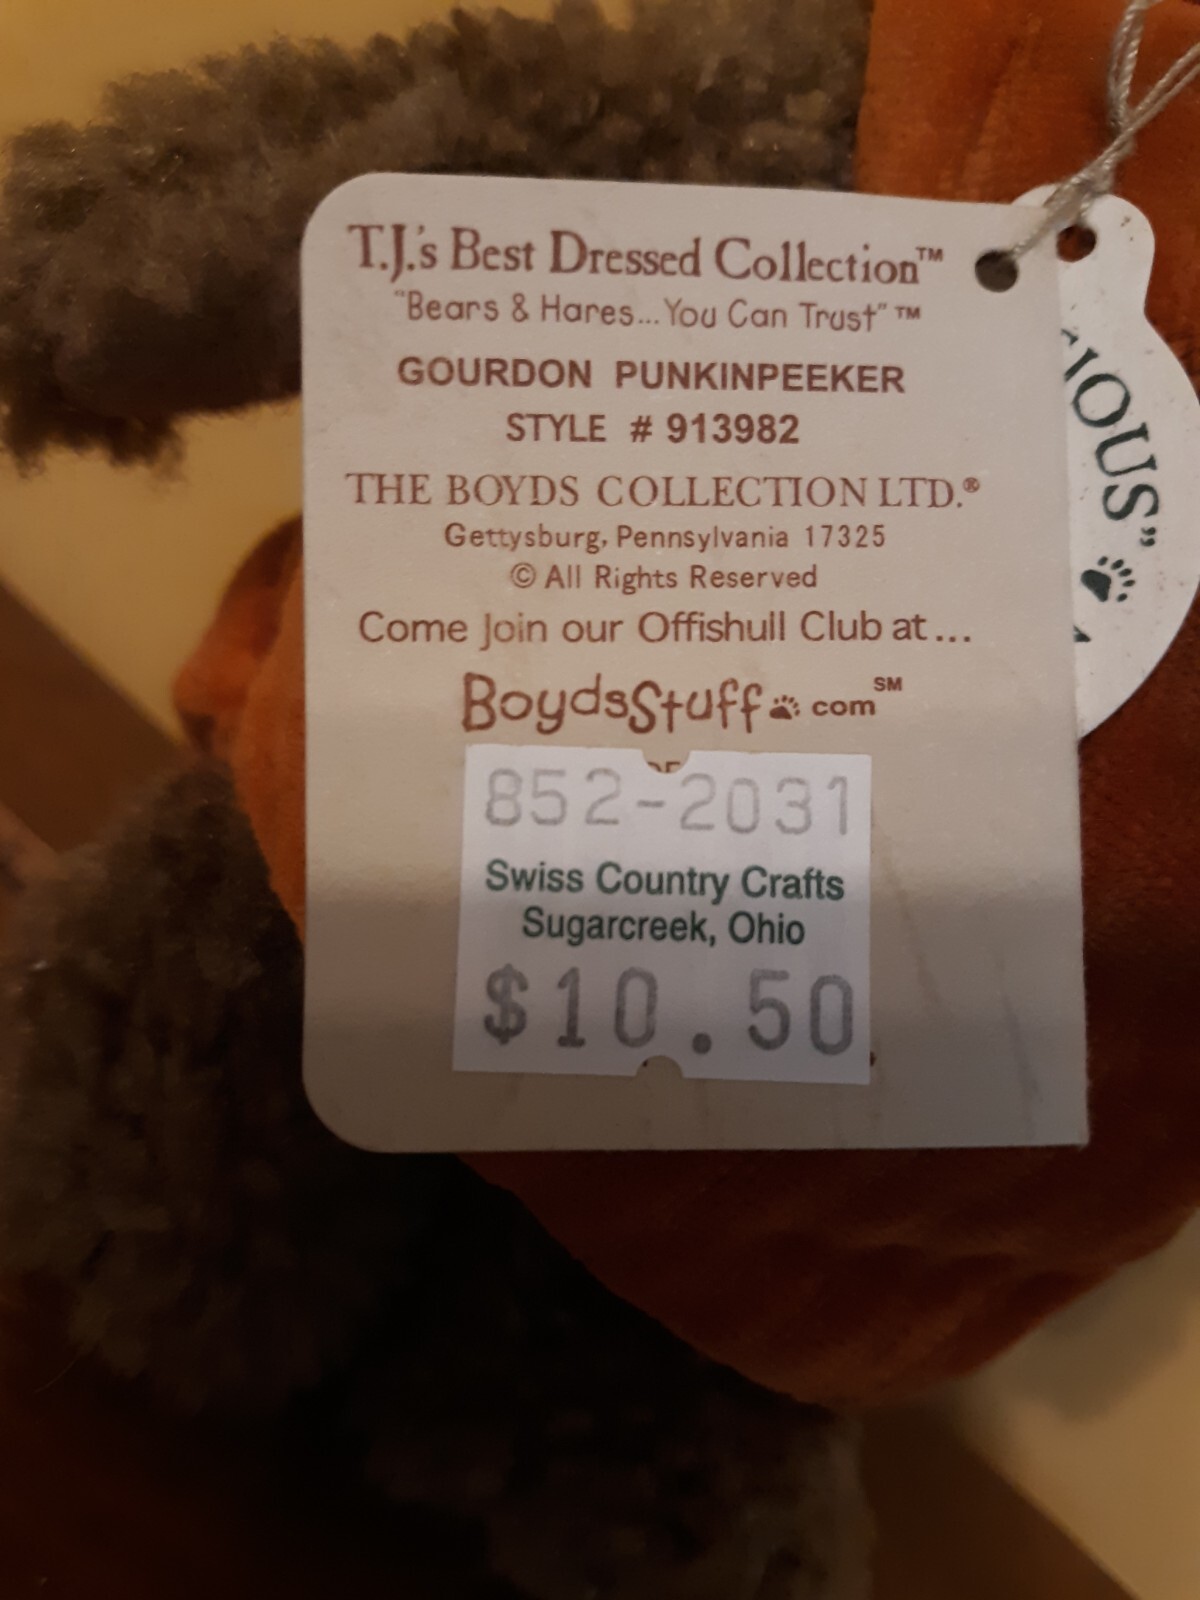 T.J.'s Best Dressed Collection™
"Bears & Hares...You Can Trust" ™
GOURDON PUNKINPEEKER
STYLE # 913982
THE BOYDS COLLECTION LTD.®
Gettysburg, Pennsylvania 17325
© All Rights Reserved
Come Join our Offishull Club at...
BoydsStuff.com℠
852-2031
Swiss Country Crafts
Sugarcreek, Ohio
$10.50